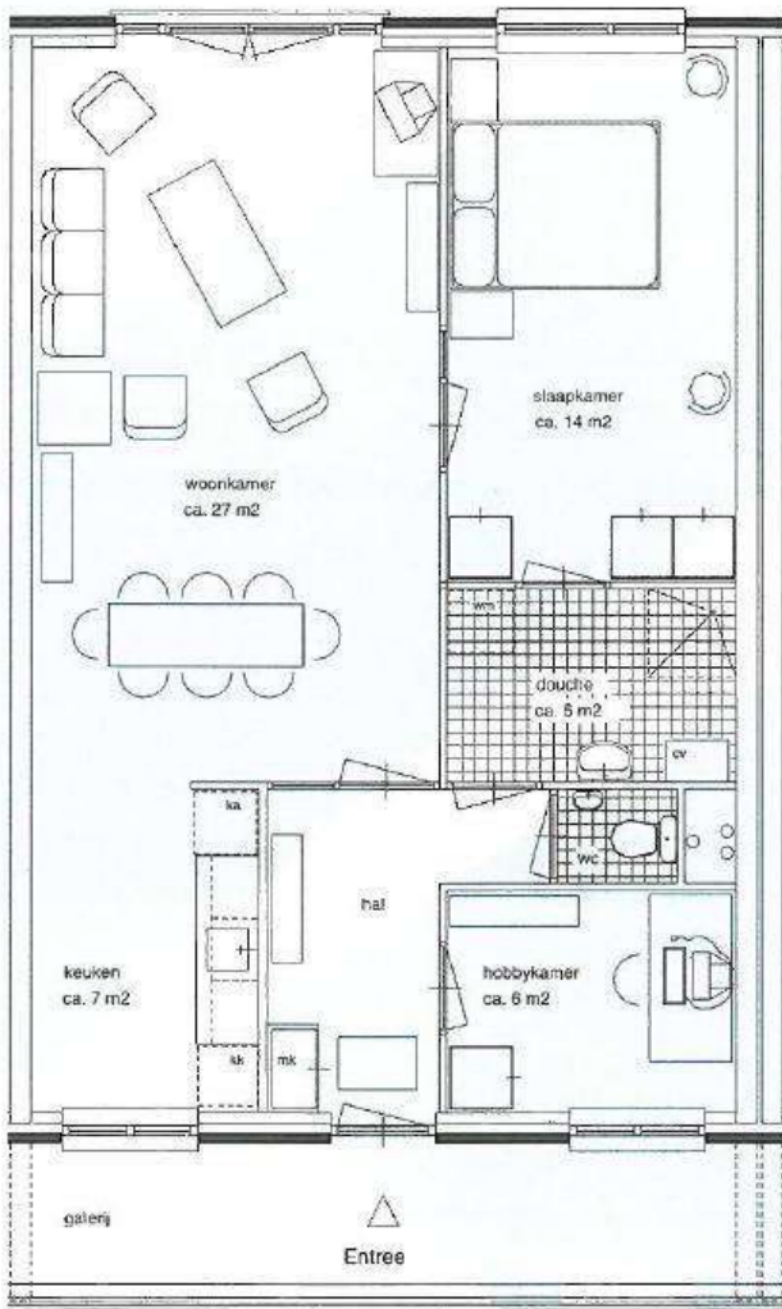 slaapkamer
ca. 14 m2
woonkamer
ca. 27 m2
wm
douche
ca. 6 m2
cv
ka
wc
hal
keuken
ca. 7 m2
hobbykamer
ca. 6 m2
kk
mk
galerij
Entree